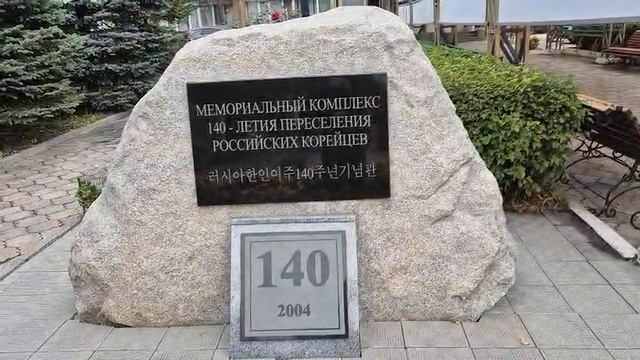 МЕМОРИАЛЬНЫЙ КОМПЛЕКС
140 - ЛЕТИЯ ПЕРЕСЕЛЕНИЯ
РОССИЙСКИХ КОРЕЙЦЕВ
러시아한인이주140주년기념관
140
2004